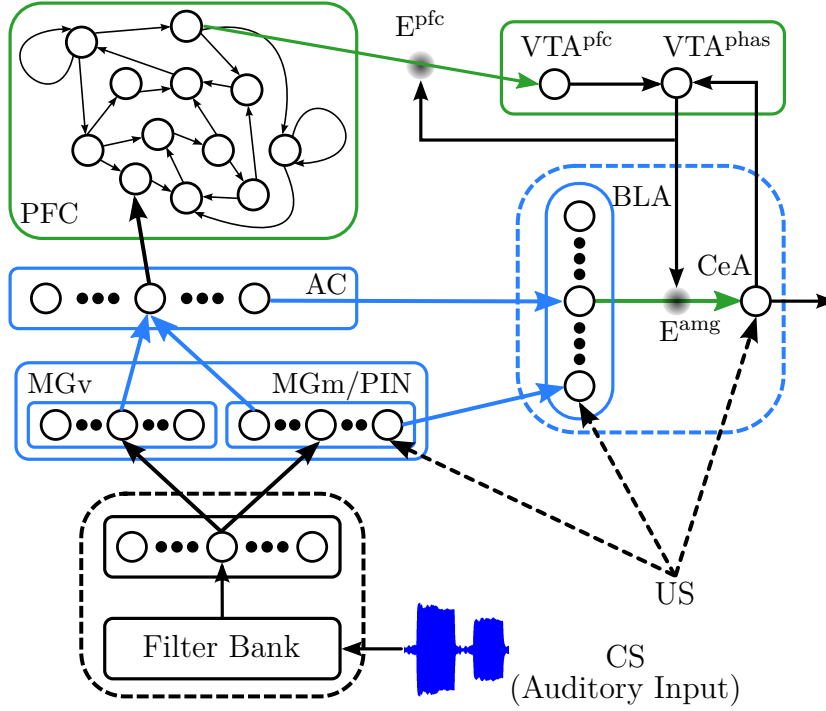 E^pfc
VTA^pfc
VTA^phas
PFC
BLA
AC
CeA
E^amg
MGv
MGm/PIN
US
Filter Bank
CS
(Auditory Input)